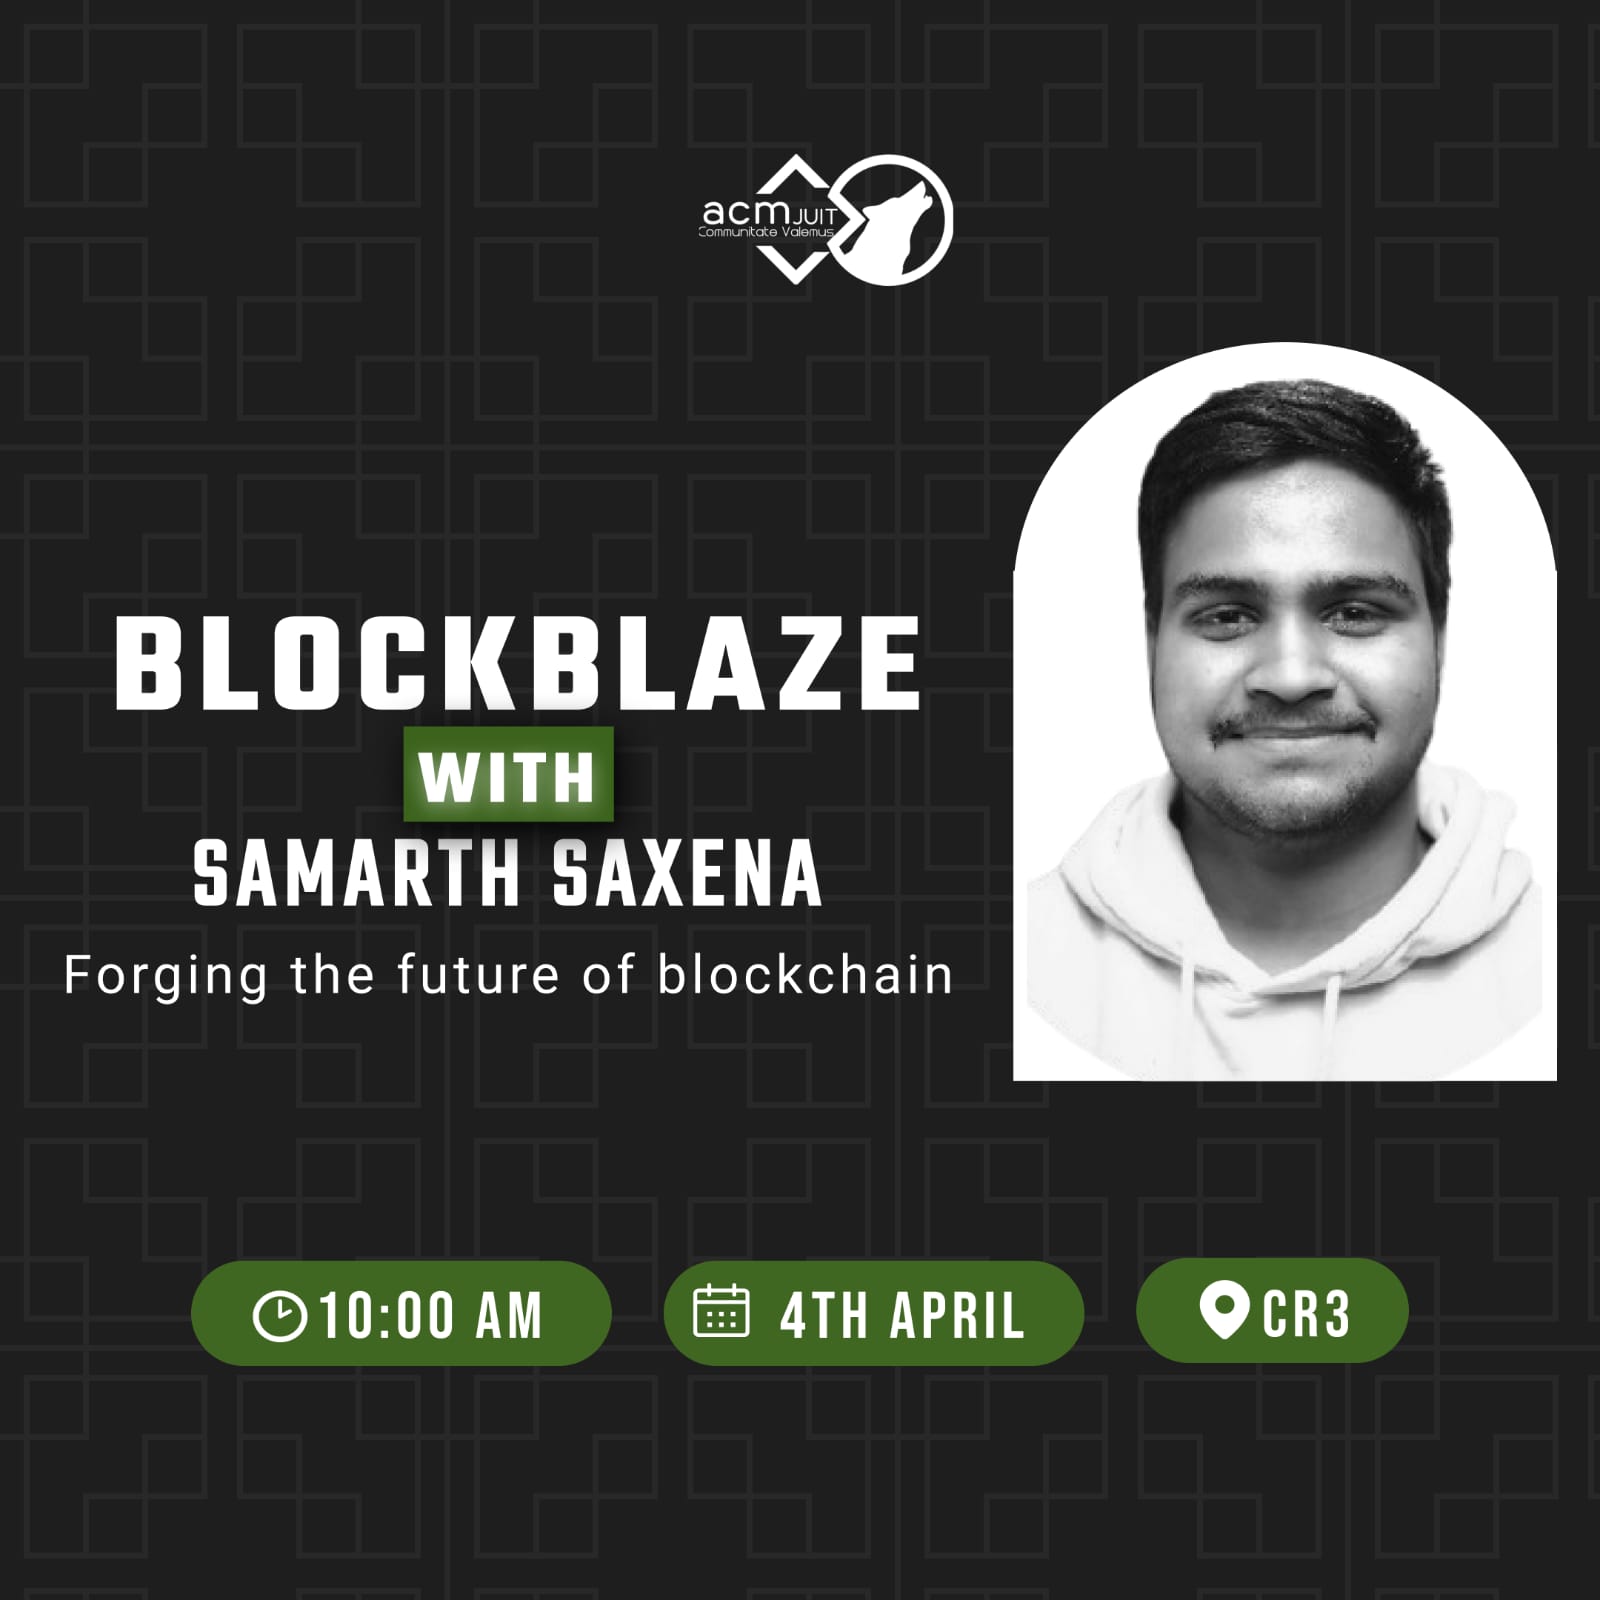 acm JUIT
Communitate Valemus
BLOCKBLAZE
WITH
SAMARTH SAXENA
Forging the future of blockchain
10:00 AM
4TH APRIL
CR3